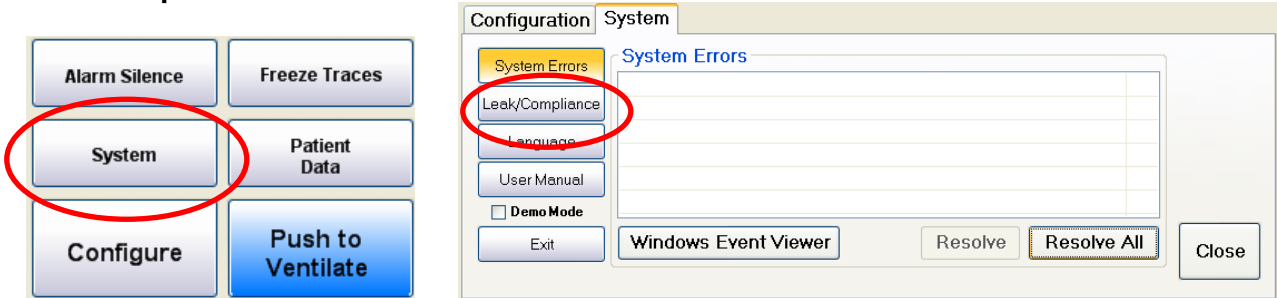 Alarm Silence
Freeze Traces
System
Patient
Data
Configure
Push to
Ventilate
Configuration
System
System Errors
Leak/Compliance
Language
User Manual
Demo Mode
Exit
System Errors
Windows Event Viewer
Resolve
Resolve All
Close